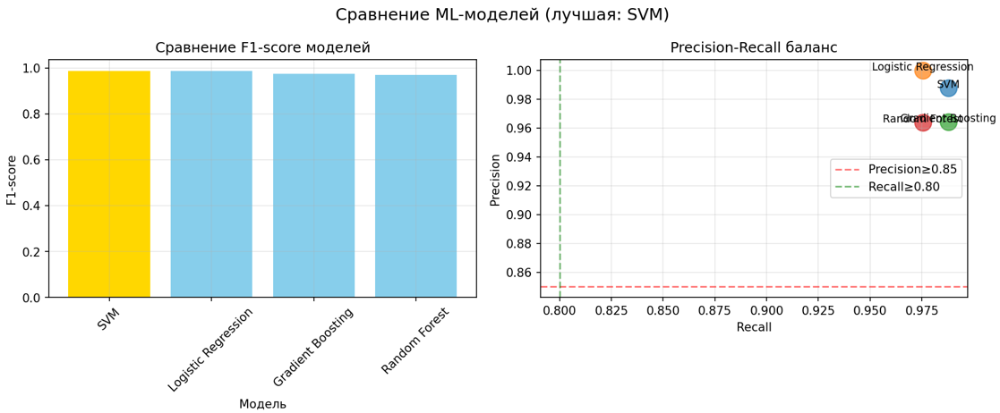 Сравнение ML-моделей (лучшая: SVM)
Сравнение F1-score моделей
1.0
0.8
0.6
0.4
0.2
0.0
F1-score
SVM
Logistic Regression
Gradient Boosting
Random Forest
Модель
Precision-Recall баланс
1.00
0.98
0.96
0.94
0.92
0.90
0.88
0.86
Precision
Logistic Regression
SVM
Random Forest
Gradient Boosting
Precision≥0.85
Recall≥0.80
0.800
0.825
0.850
0.875
0.900
0.925
0.950
0.975
Recall